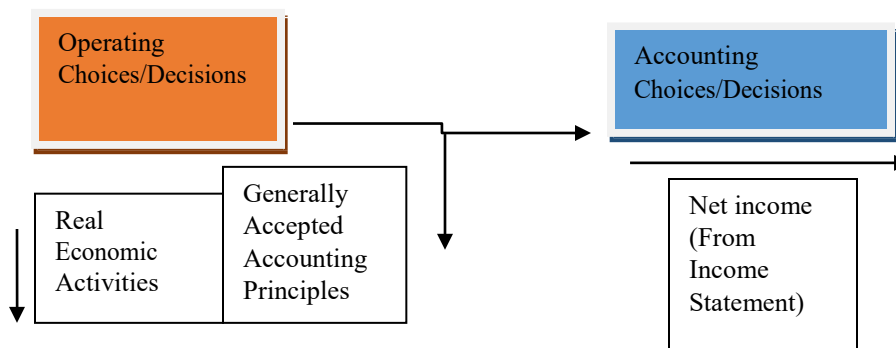 Operating
Choices/Decisions
Accounting
Choices/Decisions
Real
Economic
Activities
Generally
Accepted
Accounting
Principles
Net income
(From
Income
Statement)